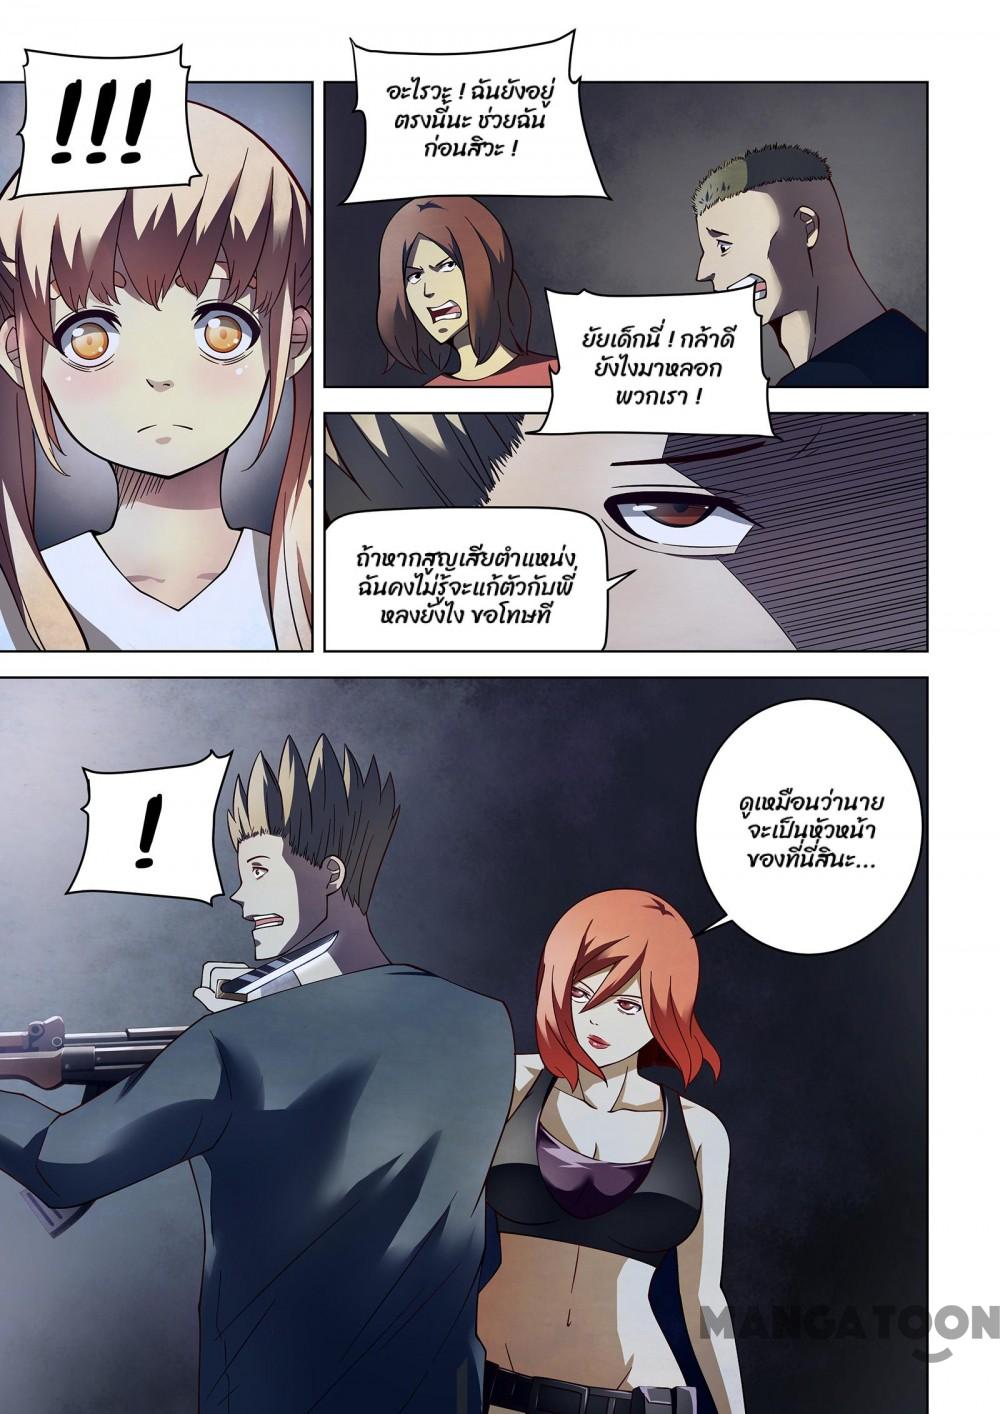 !!!
อะไรวะ ! ฉันยังอยู่
ตรงนี้นะ ช่วยฉัน
ก่อนสิวะ !
ยัยเด็กนี่ ! กล้าดี
ยังไงมาหลอก
พวกเรา !
ถ้าหากสูญเสียตำแหน่ง
ฉันคงไม่รู้จะแก้ตัวกับพี่
หลงยังไง ขอโทษที
!
ดูเหมือนว่านาย
จะเป็นหัวหน้า
ของที่นี่สินะ...
MANGATOON